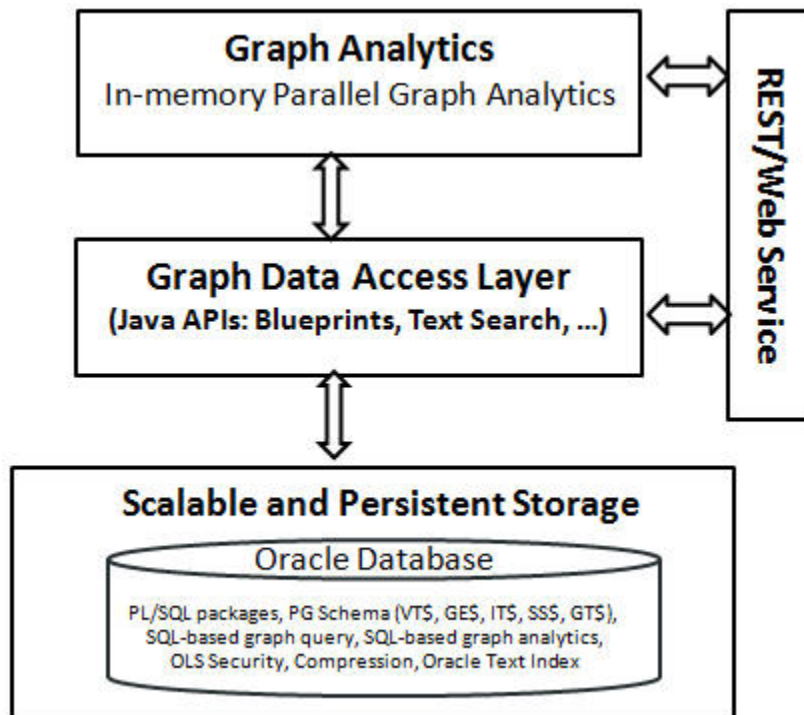 Graph Analytics
In-memory Parallel Graph Analytics
REST/Web Service
Graph Data Access Layer
(Java APIs: Blueprints, Text Search, ...)
Scalable and Persistent Storage
Oracle Database
PL/SQL packages, PG Schema (VT$, GE$, IT$, SS$, GT$),
SQL-based graph query, SQL-based graph analytics,
OLS Security, Compression, Oracle Text Index